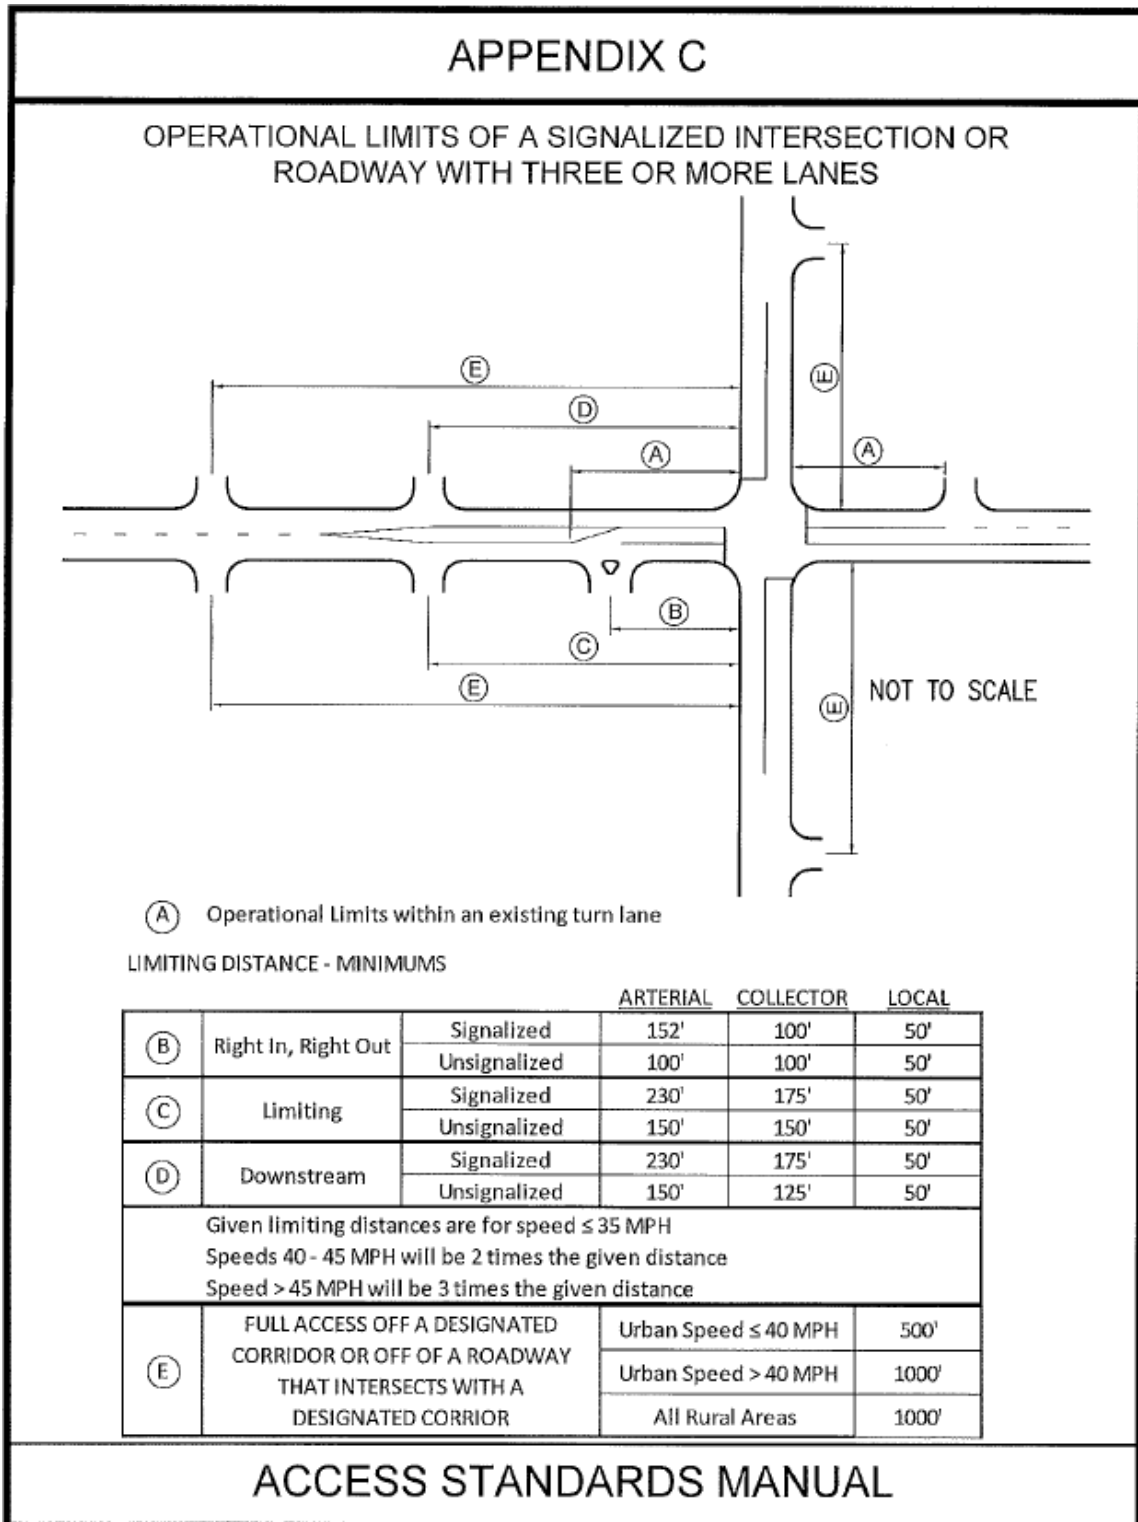 APPENDIX C
OPERATIONAL LIMITS OF A SIGNALIZED INTERSECTION OR
ROADWAY WITH THREE OR MORE LANES
E
D
A
E
A
B
C
E
E
NOT TO SCALE
A Operational Limits within an existing turn lane
LIMITING DISTANCE - MINIMUMS
ARTERIAL COLLECTOR LOCAL
B Right In, Right Out Signalized 152' 100' 50'
Unsignalized 100' 100' 50'
C Limiting Signalized 230' 175' 50'
Unsignalized 150' 150' 50'
D Downstream Signalized 230' 175' 50'
Unsignalized 150' 125' 50'
Given limiting distances are for speed ≤ 35 MPH
Speeds 40 - 45 MPH will be 2 times the given distance
Speed > 45 MPH will be 3 times the given distance
E
FULL ACCESS OFF A DESIGNATED
CORRIDOR OR OFF OF A ROADWAY
THAT INTERSECTS WITH A
DESIGNATED CORRIOR
Urban Speed ≤ 40 MPH 500'
Urban Speed > 40 MPH 1000'
All Rural Areas 1000'
ACCESS STANDARDS MANUAL